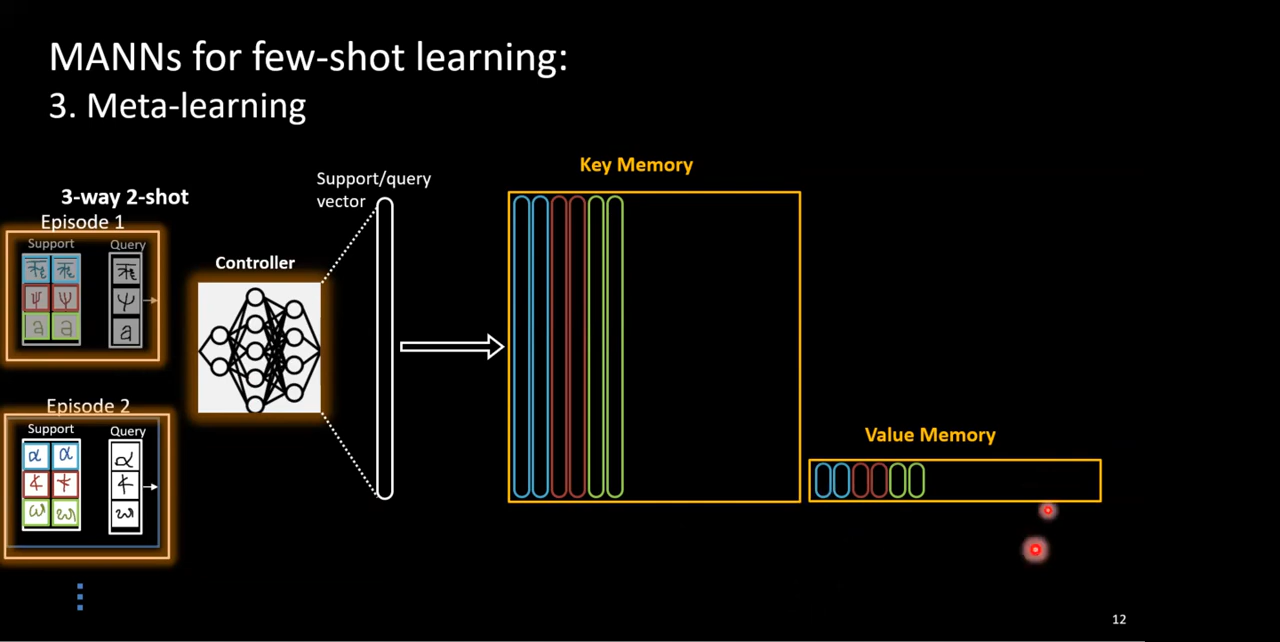 MANNs for few-shot learning:
3. Meta-learning
3-way 2-shot
Episode 1
Support Query
ψ ψ ψ
a a a
Controller
Support/query
vector
Key Memory
Value Memory
Episode 2
Support Query
α α α
ω ω ω
12